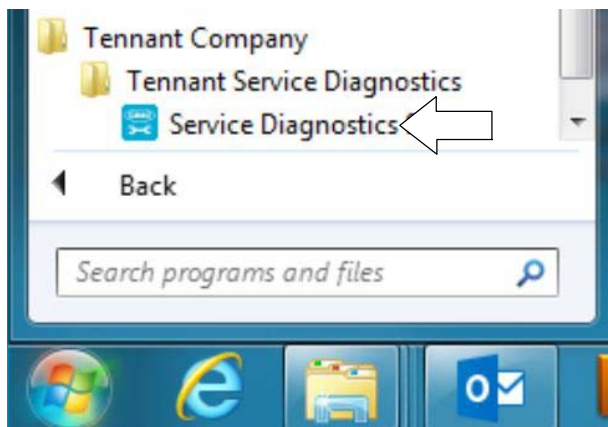 Tennant Company
Tennant Service Diagnostics
Service Diagnostics
Back
Search programs and files